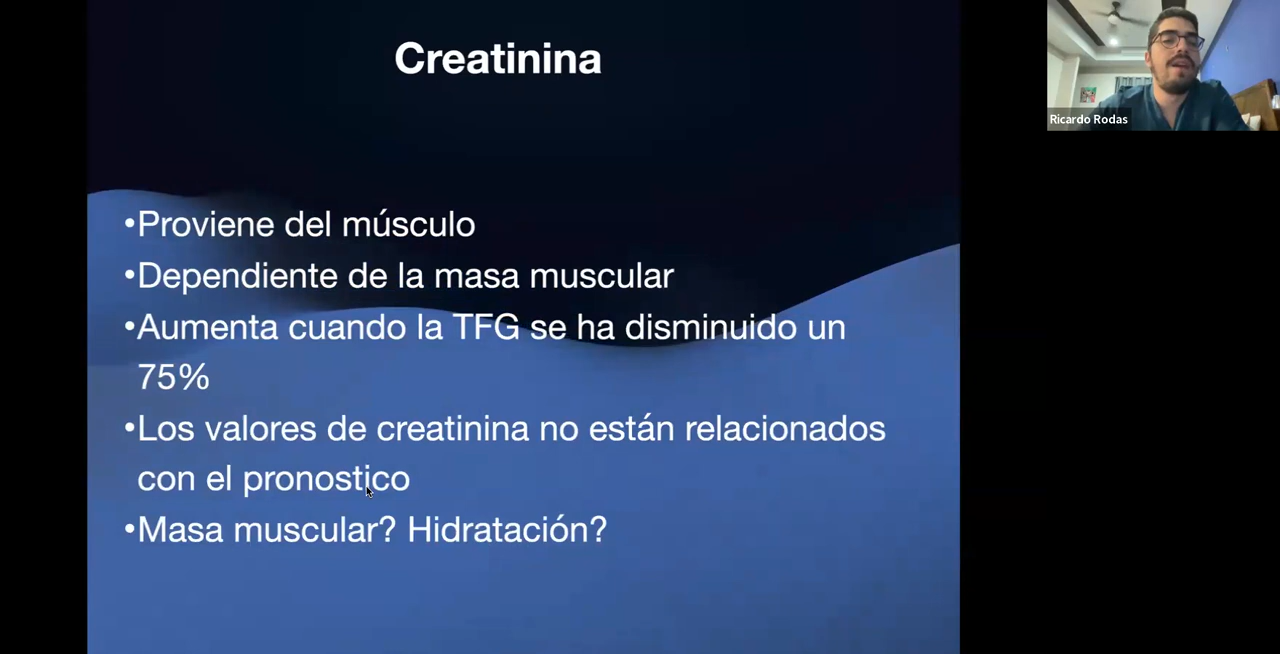 Creatinina
Ricardo Rodas
•Proviene del músculo
•Dependiente de la masa muscular
•Aumenta cuando la TFG se ha disminuido un
75%
•Los valores de creatinina no están relacionados
con el pronostico
•Masa muscular? Hidratación?